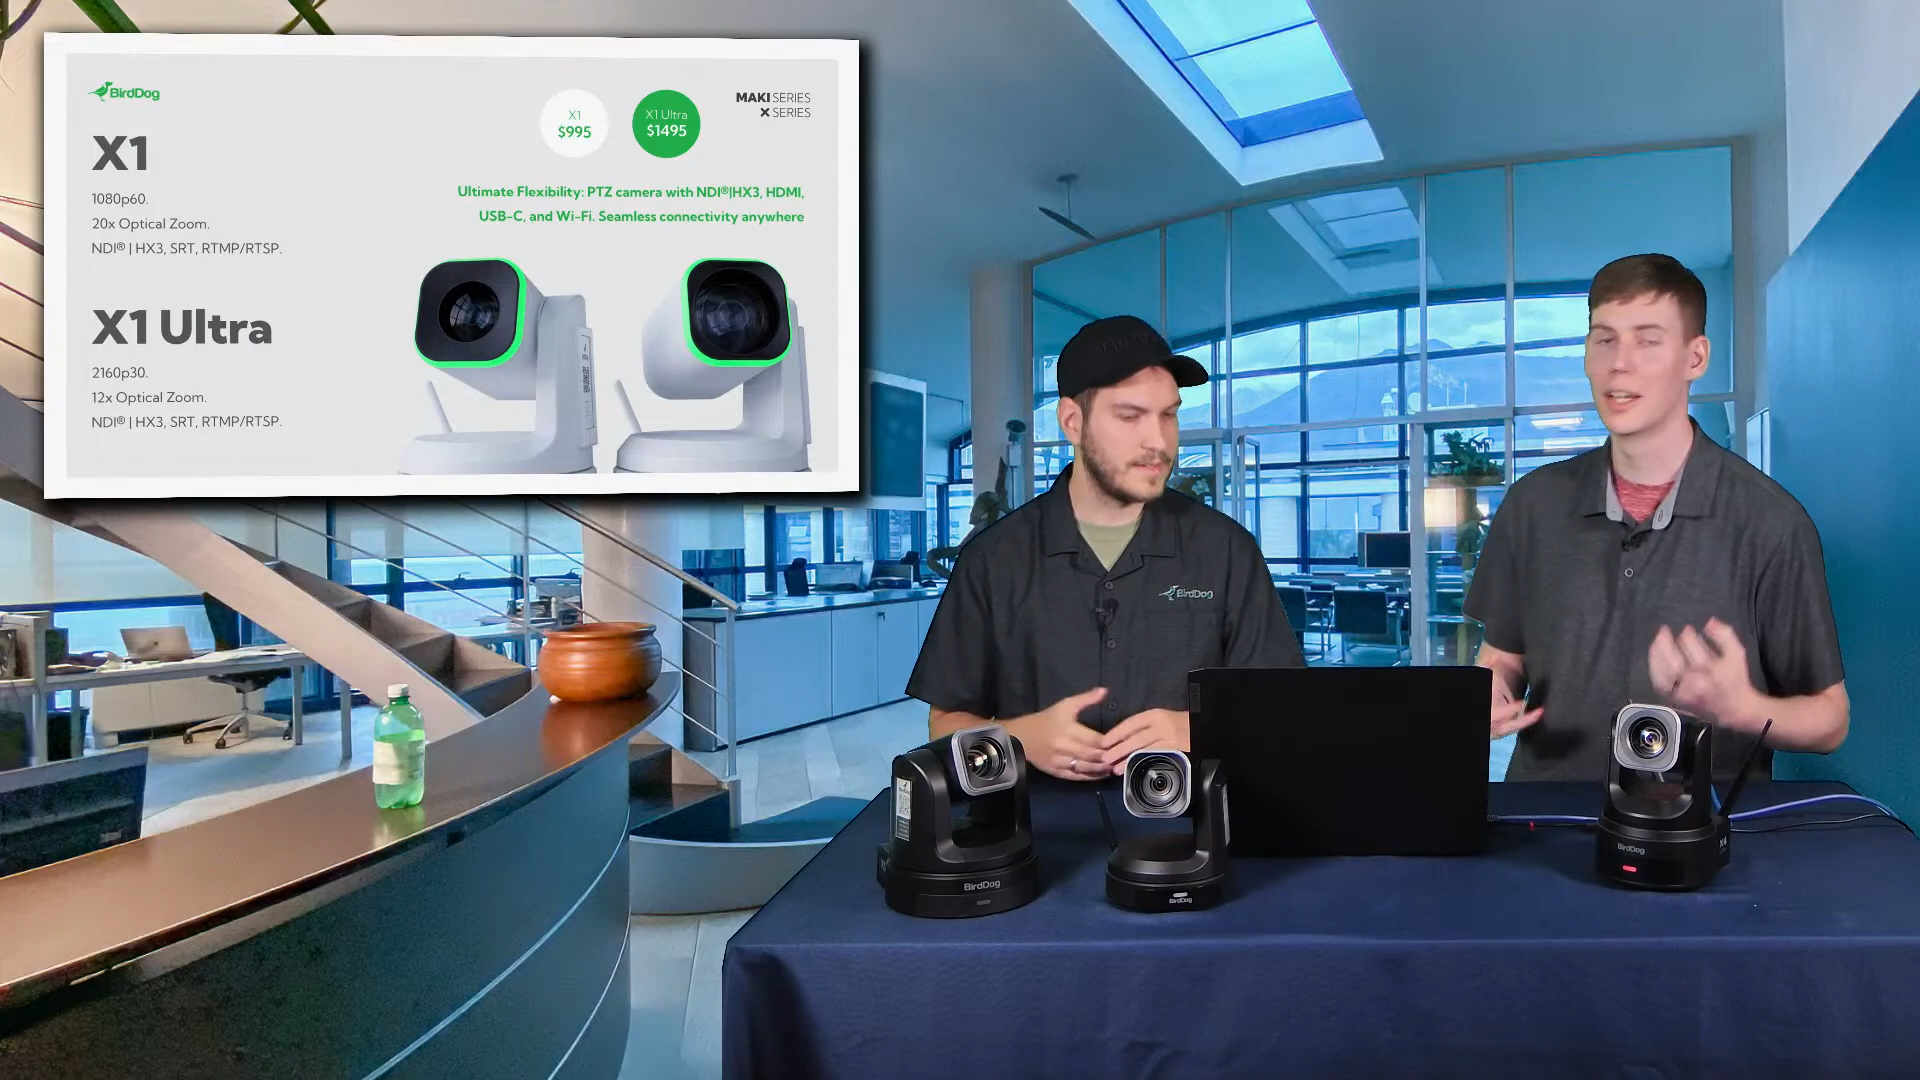 BirdDog
X1
$995
X1 Ultra
$1495
MAKI SERIES
X SERIES
X1
1080p60.
20x Optical Zoom.
NDI® | HX3, SRT, RTMP/RTSP.
Ultimate Flexibility: PTZ camera with NDI®|HX3, HDMI,
USB-C, and Wi-Fi. Seamless connectivity anywhere
X1 Ultra
2160p30.
12x Optical Zoom.
NDI® | HX3, SRT, RTMP/RTSP.
BirdDog
BirdDog
BirdDog
BirdDog